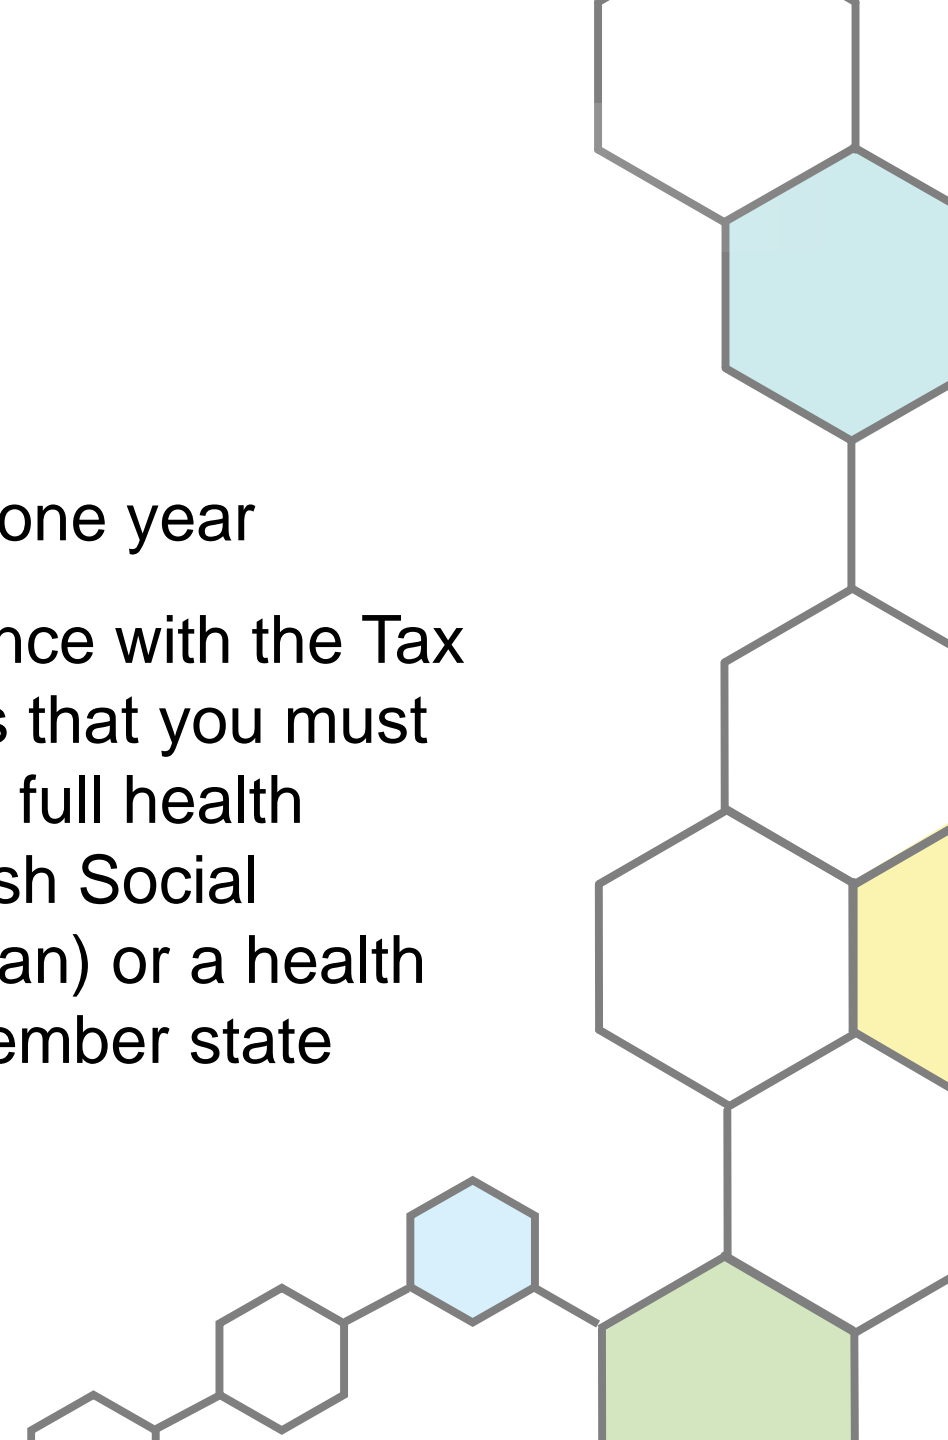 one year
nce with the Tax
s that you must
full health
sh Social
an) or a health
ember state